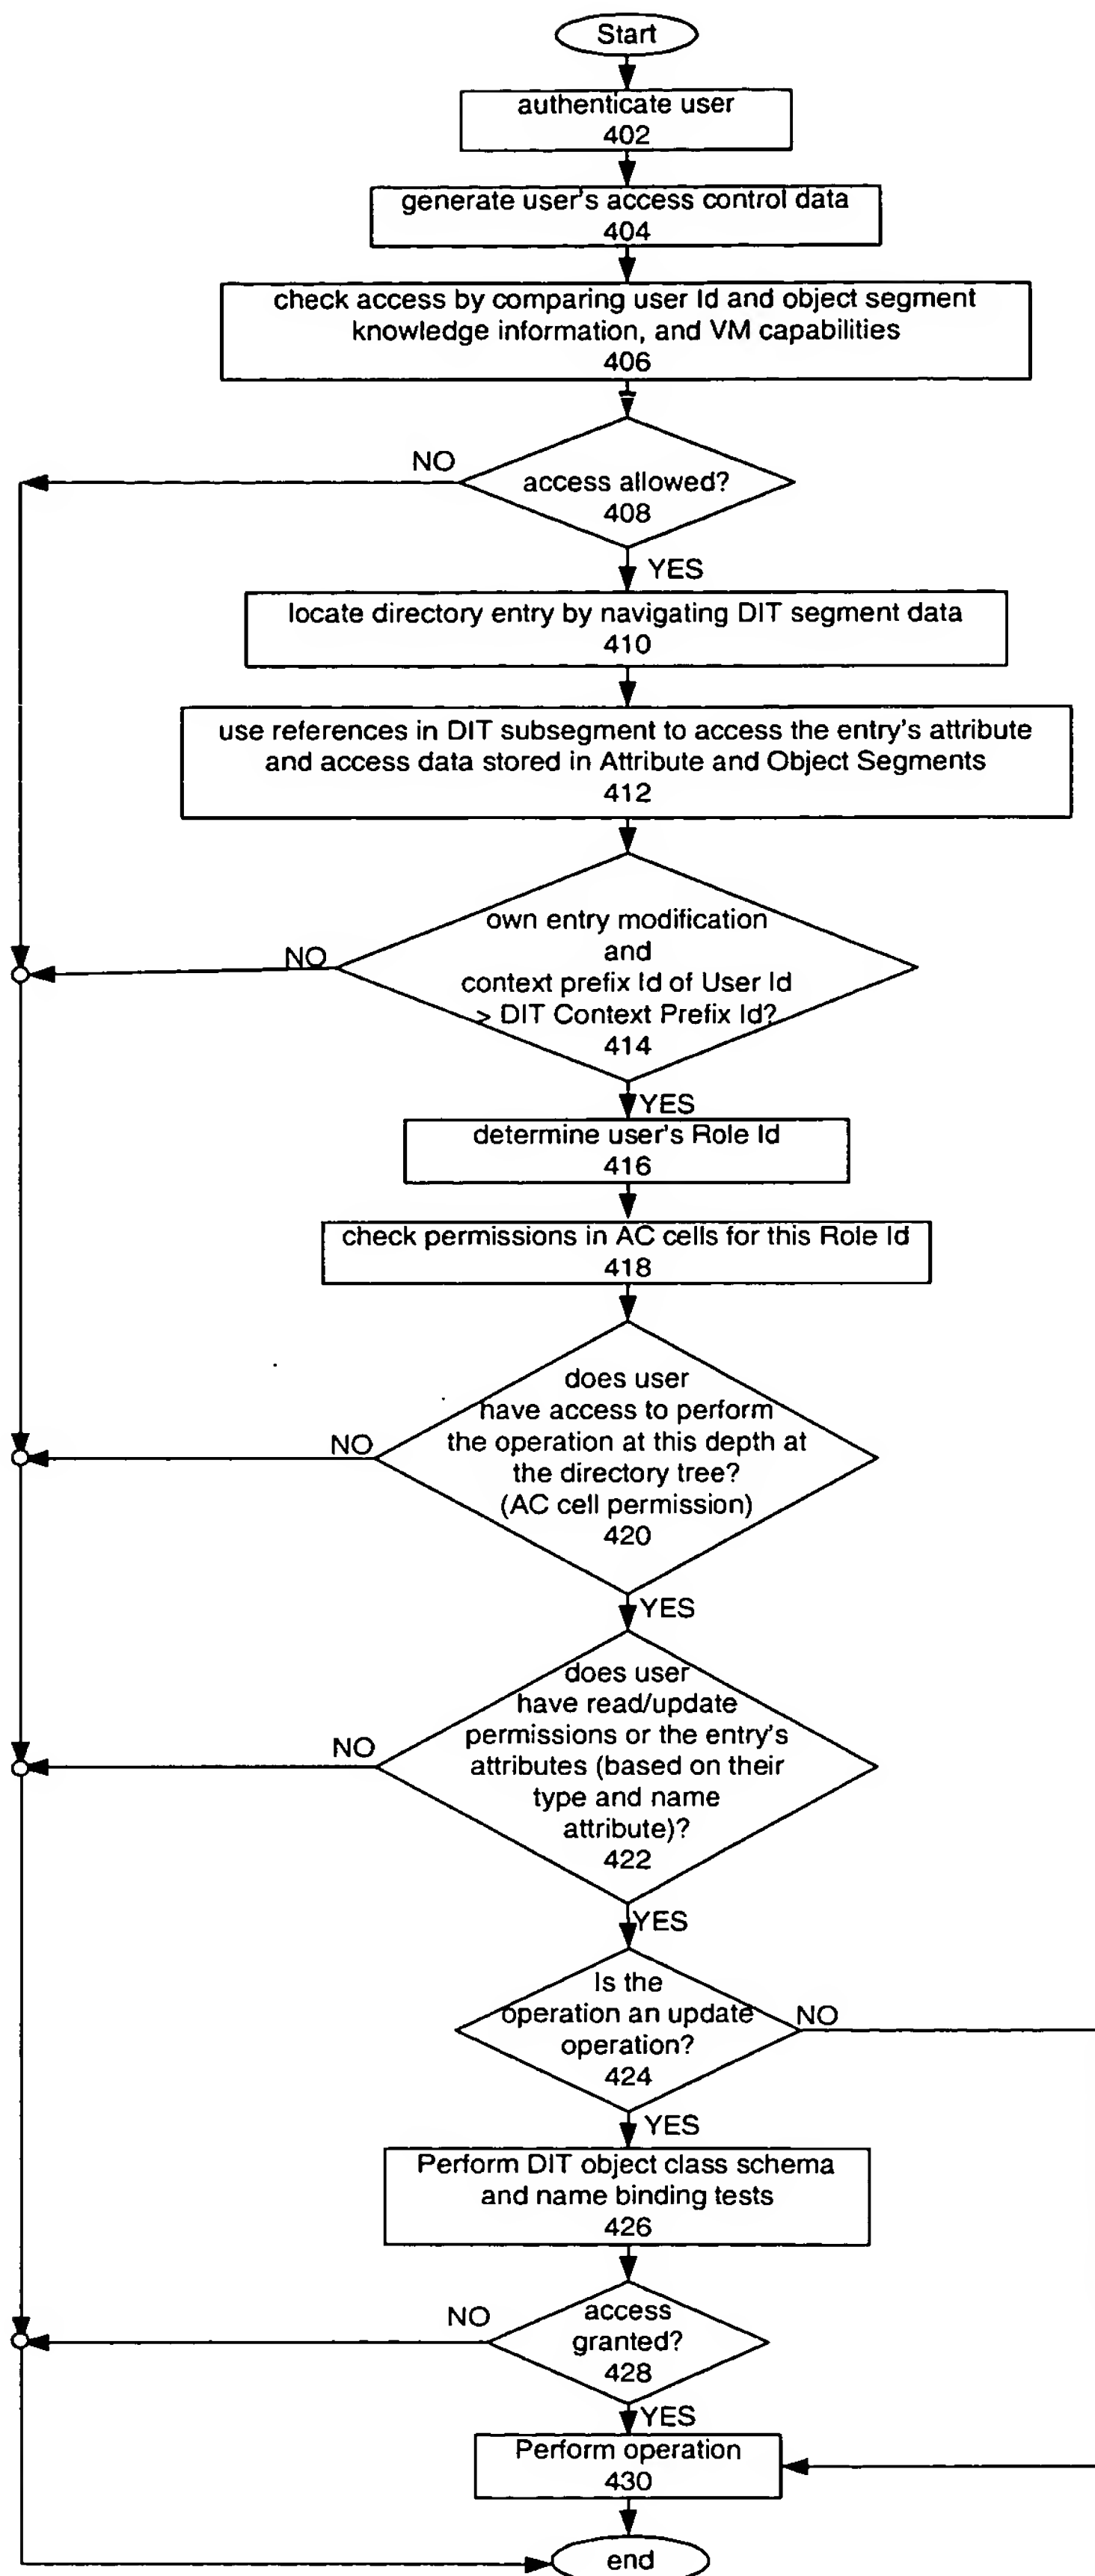 Start
authenticate user
402
generate user's access control data
404
check access by comparing user Id and object segment
knowledge information, and VM capabilities
406
NO
access allowed?
408
YES
locate directory entry by navigating DIT segment data
410
use references in DIT subsegment to access the entry's attribute
and access data stored in Attribute and Object Segments
412
own entry modification
and
NO
context prefix Id of User Id
> DIT Context Prefix Id?
414
YES
determine user's Role Id
416
check permissions in AC cells for this Role Id
418
does user
have access to perform
NO
the operation at this depth at
the directory tree?
(AC cell permission)
420
YES
does user
have read/update
permissions or the entry's
NO
attributes (based on their
type and name
attribute)?
422
YES
Is the
operation an update
NO
operation?
424
YES
Perform DIT object class schema
and name binding tests
426
NO
access
granted?
428
YES
Perform operation
430
end